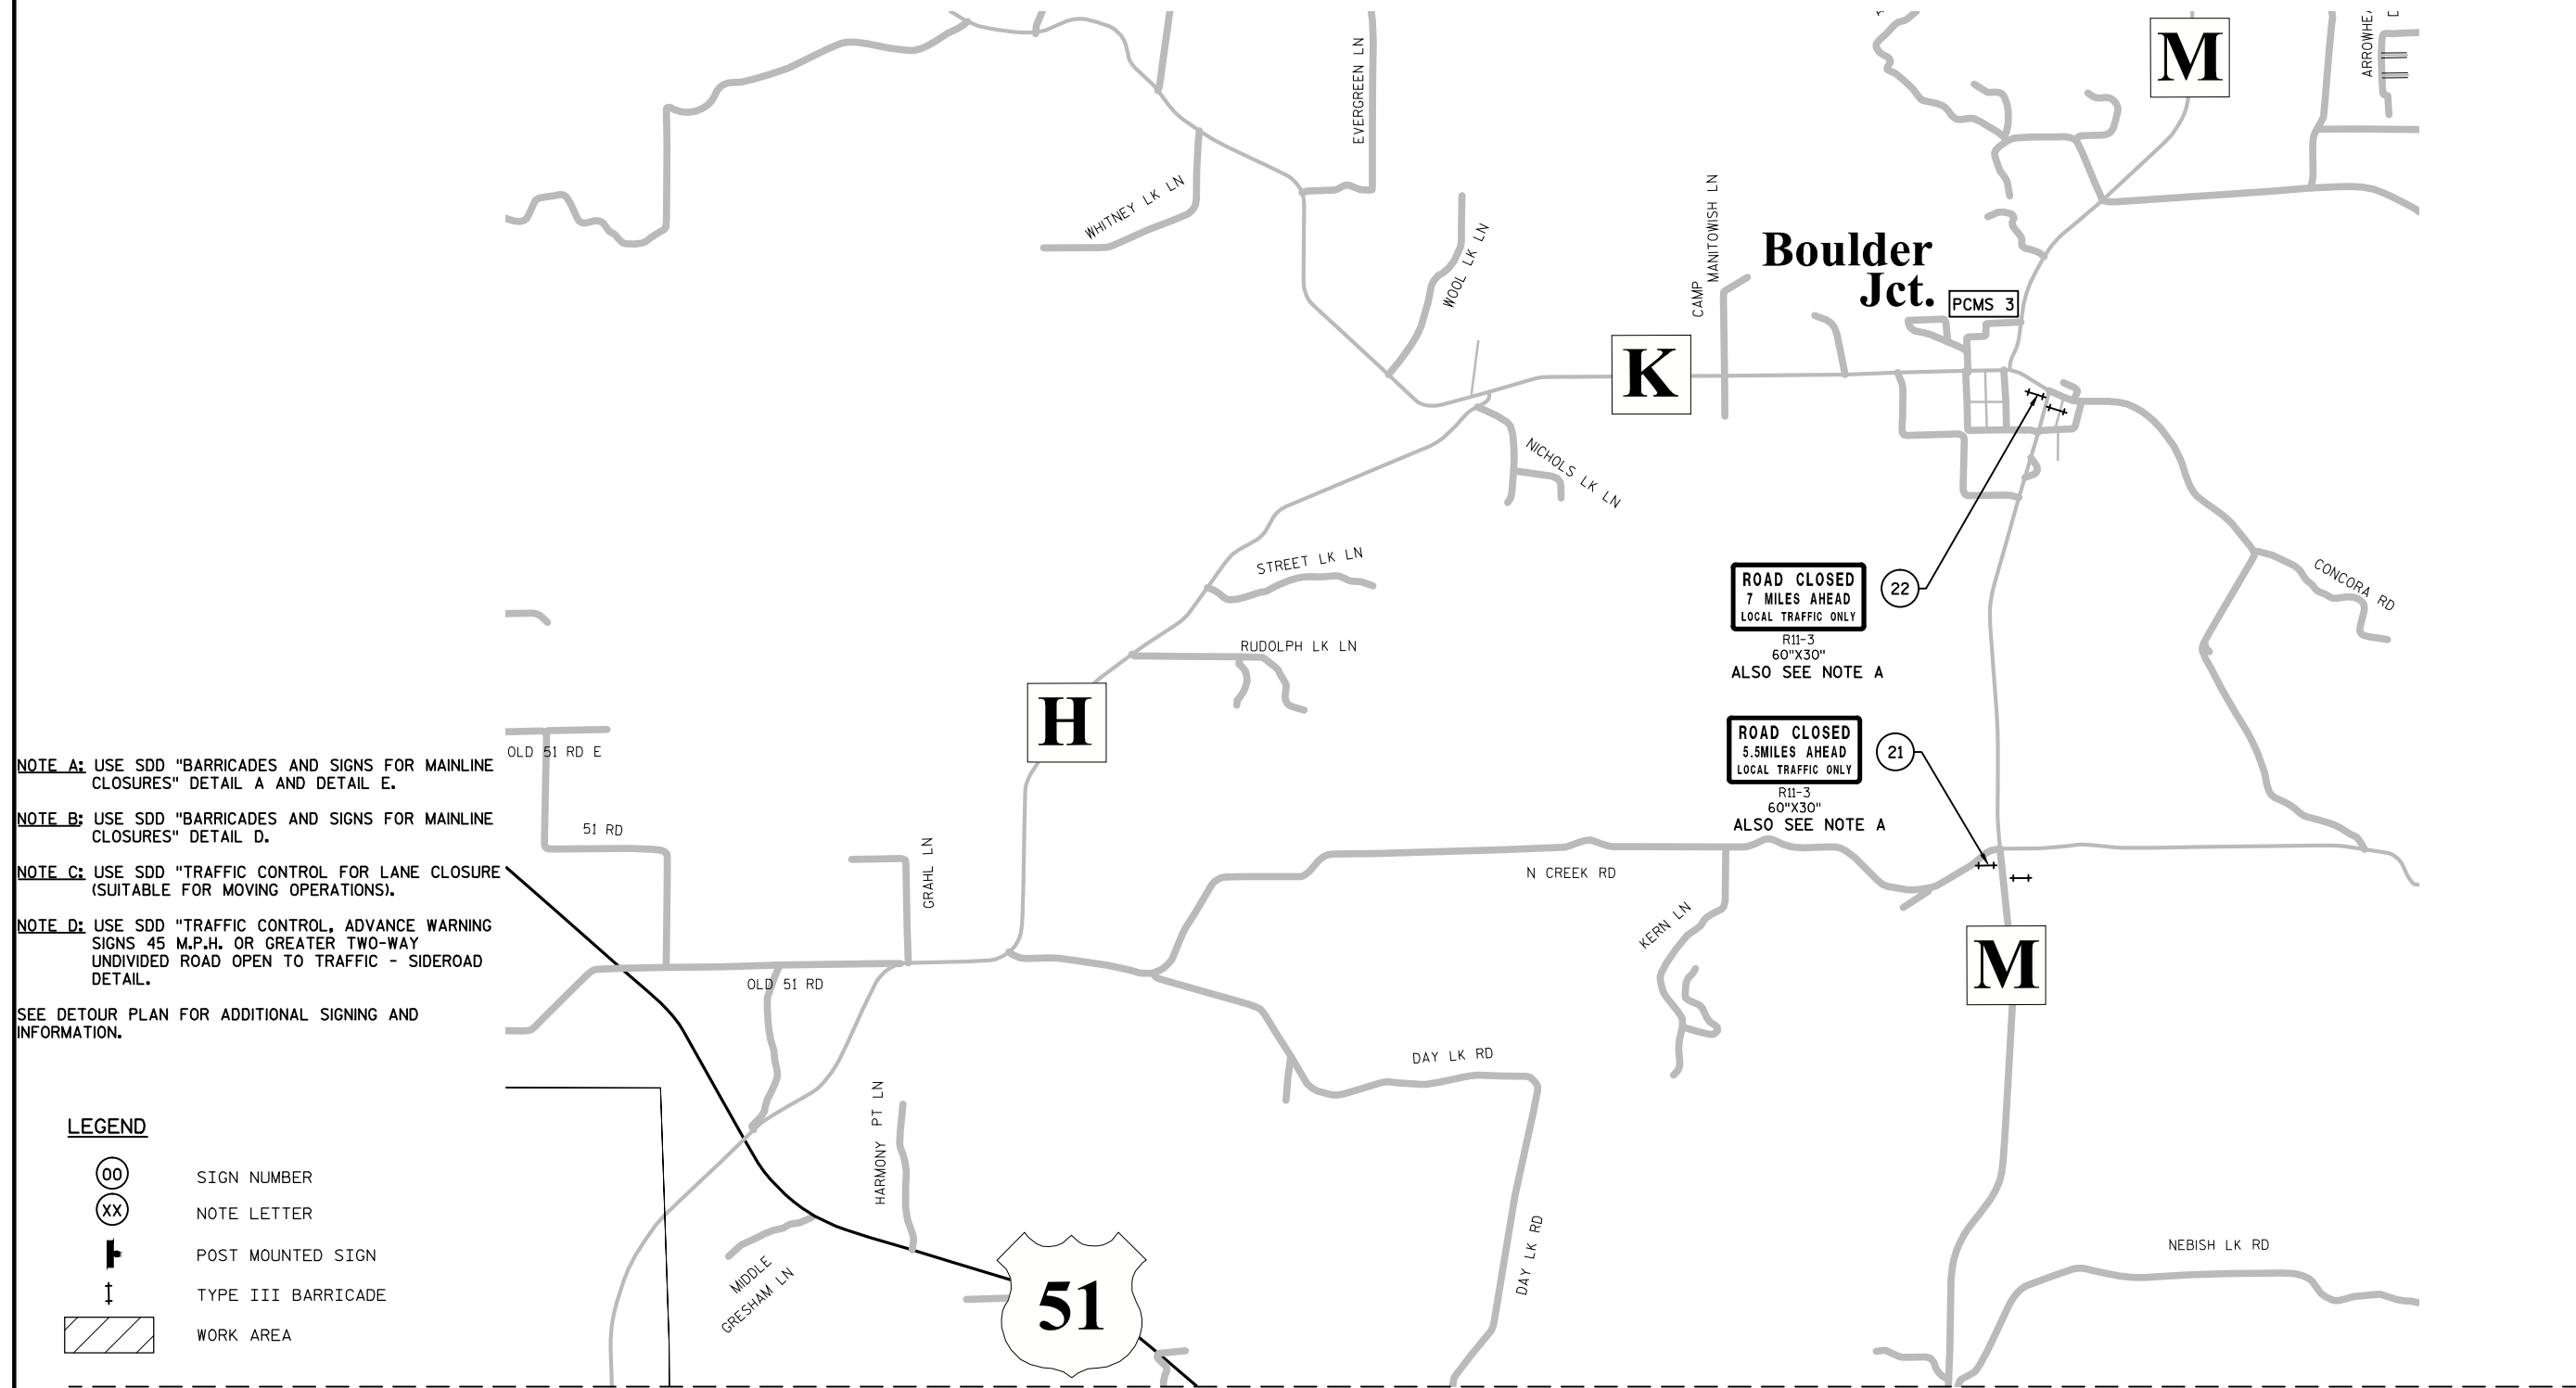 M
ARROWHEA
EVERGREEN LN
WHITNEY LK LN
WOOL LK LN
CAMP
MANITOWISH LN
Boulder
Jct.
PCMS 3
K
NICHOLS LK LN
STREET LK LN
RUDOLPH LK LN
CONCORA RD
ROAD CLOSED
7 MILES AHEAD
LOCAL TRAFFIC ONLY
22
R11-3
60"X30"
ALSO SEE NOTE A
H
ROAD CLOSED
5.5MILES AHEAD
LOCAL TRAFFIC ONLY
21
R11-3
60"X30"
ALSO SEE NOTE A
OLD 51 RD E
51 RD
GRAHL LN
N CREEK RD
KERN LN
M
OLD 51 RD
DAY LK RD
HARMONY PT LN
DAY LK RD
NEBISH LK RD
MIDDLE
GRESHAM LN
51
NOTE A: USE SDD "BARRICADES AND SIGNS FOR MAINLINE
CLOSURES" DETAIL A AND DETAIL E.
NOTE B: USE SDD "BARRICADES AND SIGNS FOR MAINLINE
CLOSURES" DETAIL D.
NOTE C: USE SDD "TRAFFIC CONTROL FOR LANE CLOSURE
(SUITABLE FOR MOVING OPERATIONS).
NOTE D: USE SDD "TRAFFIC CONTROL, ADVANCE WARNING
SIGNS 45 M.P.H. OR GREATER TWO-WAY
UNDIVIDED ROAD OPEN TO TRAFFIC - SIDEROAD
DETAIL.
SEE DETOUR PLAN FOR ADDITIONAL SIGNING AND
INFORMATION.
LEGEND
00 SIGN NUMBER
XX NOTE LETTER
POST MOUNTED SIGN
TYPE III BARRICADE
WORK AREA